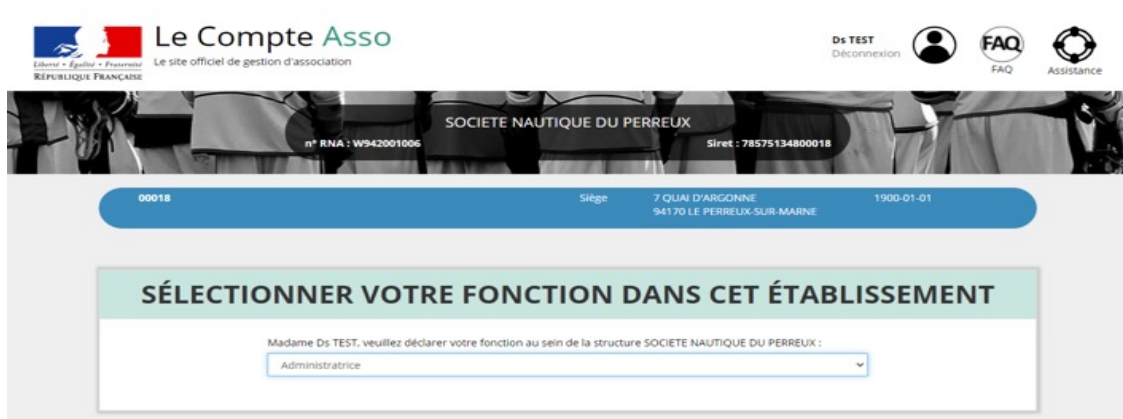 Le Compte Asso
Le site officiel de gestion d'association
Liberté • Égalité • Fraternité
RÉPUBLIQUE FRANÇAISE
Ds TEST
Déconnexion
FAQ
FAQ
Assistance
SOCIETE NAUTIQUE DU PERREUX
n° RNA : W942001006 Siret : 78575134800018
00018 Siège 7 QUAI D'ARGONNE 1900-01-01
94170 LE PERREUX-SUR-MARNE
SÉLECTIONNER VOTRE FONCTION DANS CET ÉTABLISSEMENT
Madame Ds TEST, veuillez déclarer votre fonction au sein de la structure SOCIETE NAUTIQUE DU PERREUX :
Administratrice